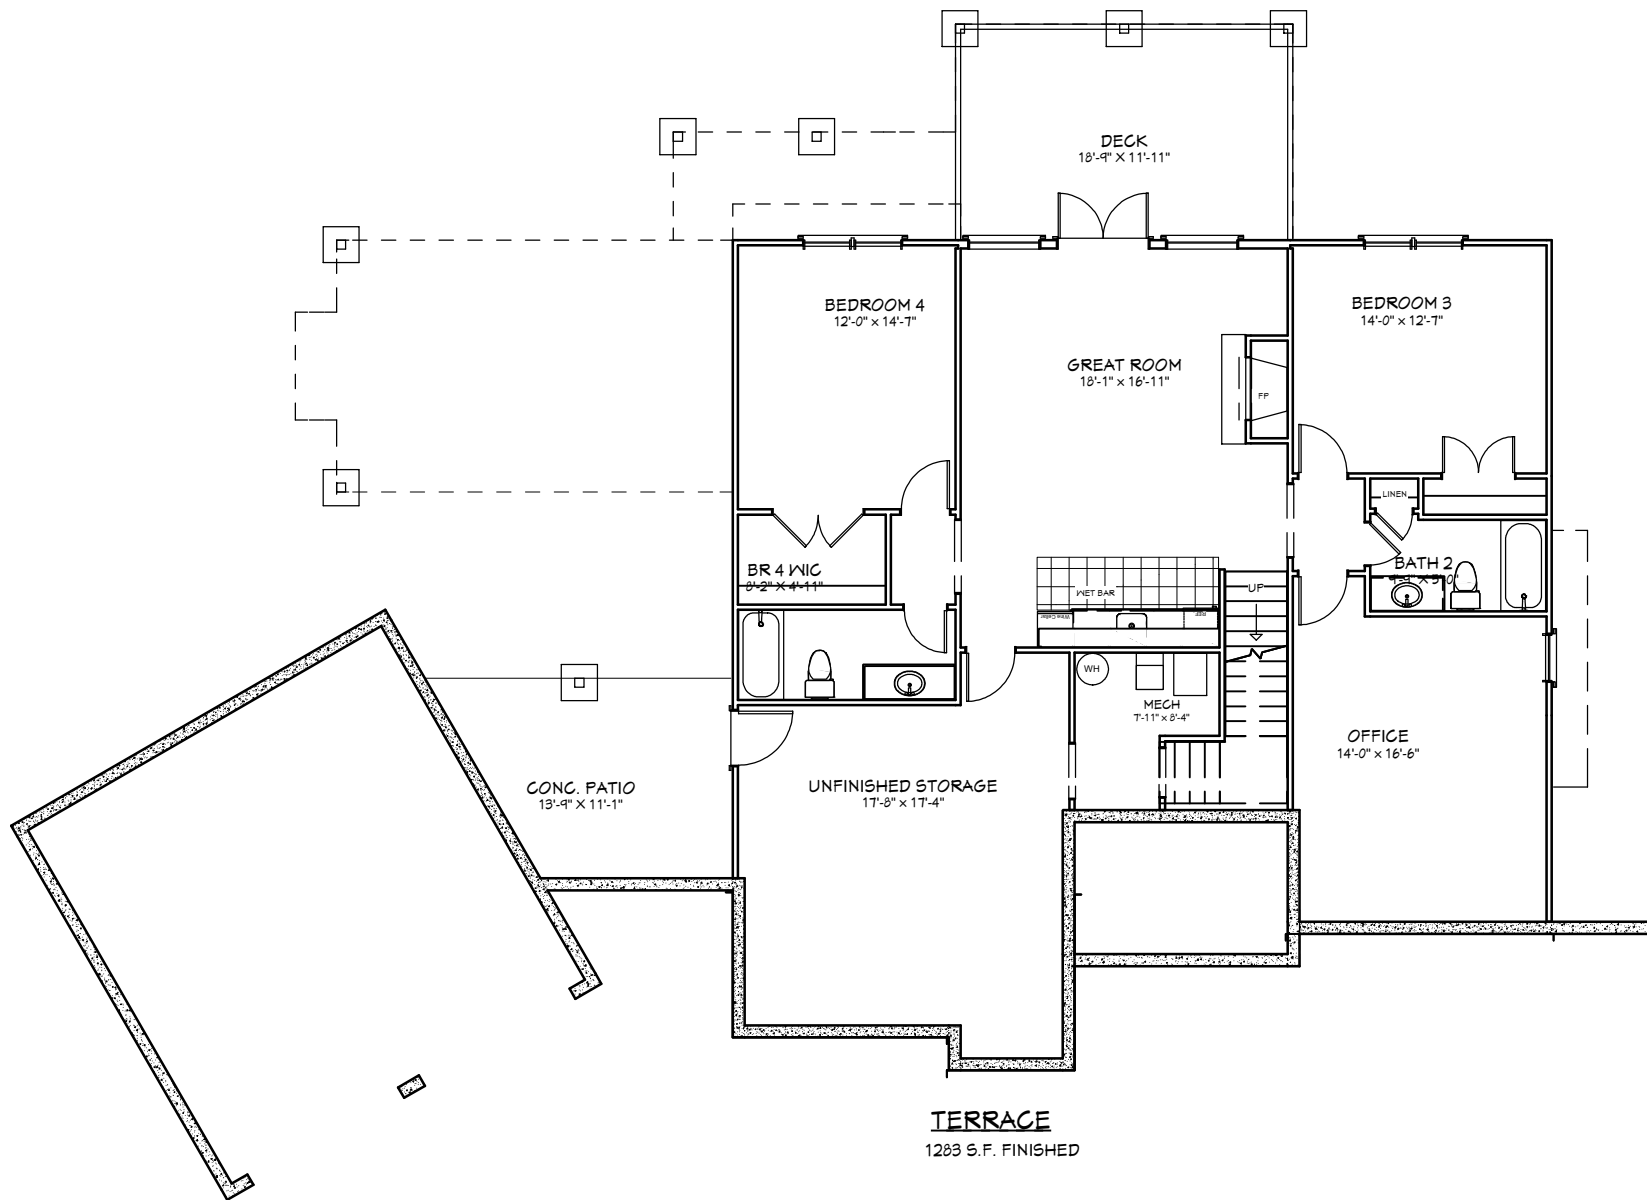 DECK
18'-9" X 11'-11"
BEDROOM 4
12'-0" x 14'-7"
BEDROOM 3
14'-0" x 12'-7"
GREAT ROOM
18'-1" x 16'-11"
FP
LINEN
BR 4 WIC
8'-2" X 4'-11"
BATH 2
WET BAR
UP
Wine Cellar
REF
WH
MECH
7'-11" x 8'-4"
OFFICE
14'-0" x 16'-6"
CONC. PATIO
13'-9" X 11'-1"
UNFINISHED STORAGE
17'-8" x 17'-4"
TERRACE
1283 S.F. FINISHED